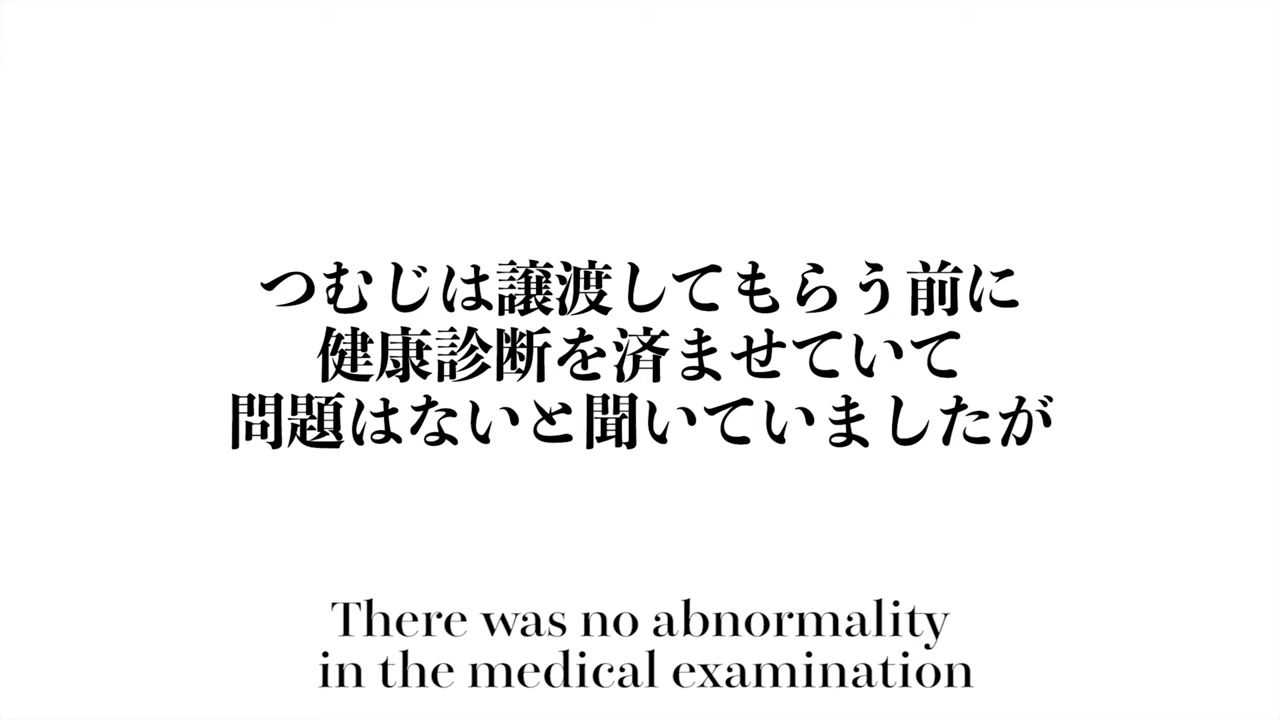 つむじは譲渡してもらう前に
健康診断を済ませていて
問題はないと聞いていましたが
There was no abnormality
in the medical examination